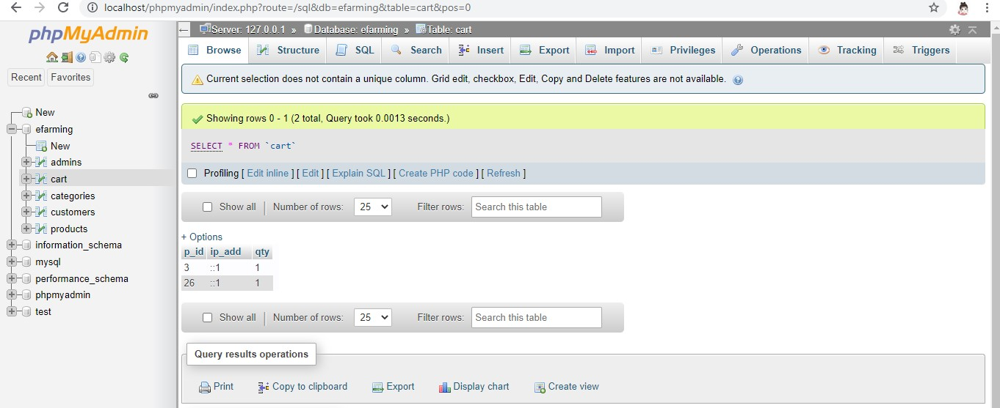 localhost/phpmyadmin/index.php?route=/sql&db=efarming&table=cart&pos=0
phpMyAdmin
Recent Favorites
New
efarming
New
admins
cart
categories
customers
products
information_schema
mysql
performance_schema
phpmyadmin
test
Server: 127.0.0.1 » Database: efarming » Table: cart
Browse Structure SQL Search Insert Export Import Privileges Operations Tracking Triggers
Current selection does not contain a unique column. Grid edit, checkbox, Edit, Copy and Delete features are not available.
Showing rows 0 - 1 (2 total, Query took 0.0013 seconds.)
SELECT * FROM `cart`
Profiling [ Edit inline ] [ Edit ] [ Explain SQL ] [ Create PHP code ] [ Refresh ]
Show all | Number of rows: 25 Filter rows: Search this table
+ Options
p_id ip_add qty
3 ::1 1
26 ::1 1
Show all | Number of rows: 25 Filter rows: Search this table
Query results operations
Print Copy to clipboard Export Display chart Create view